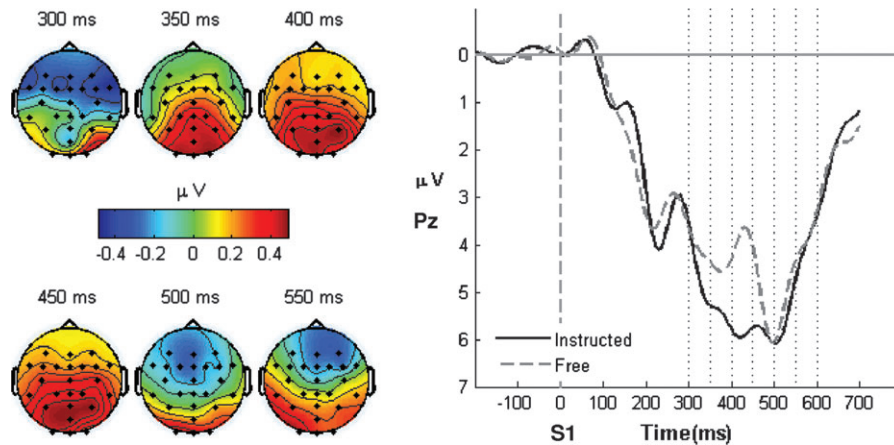 300 ms 350 ms 400 ms
μ V
-0.4 -0.2 0 0.2 0.4
450 ms 500 ms 550 ms
0
1
2
3
4
5
6
7
μV
Pz
Instructed
Free
-100 0 100 200 300 400 500 600 700
S1 Time(ms)